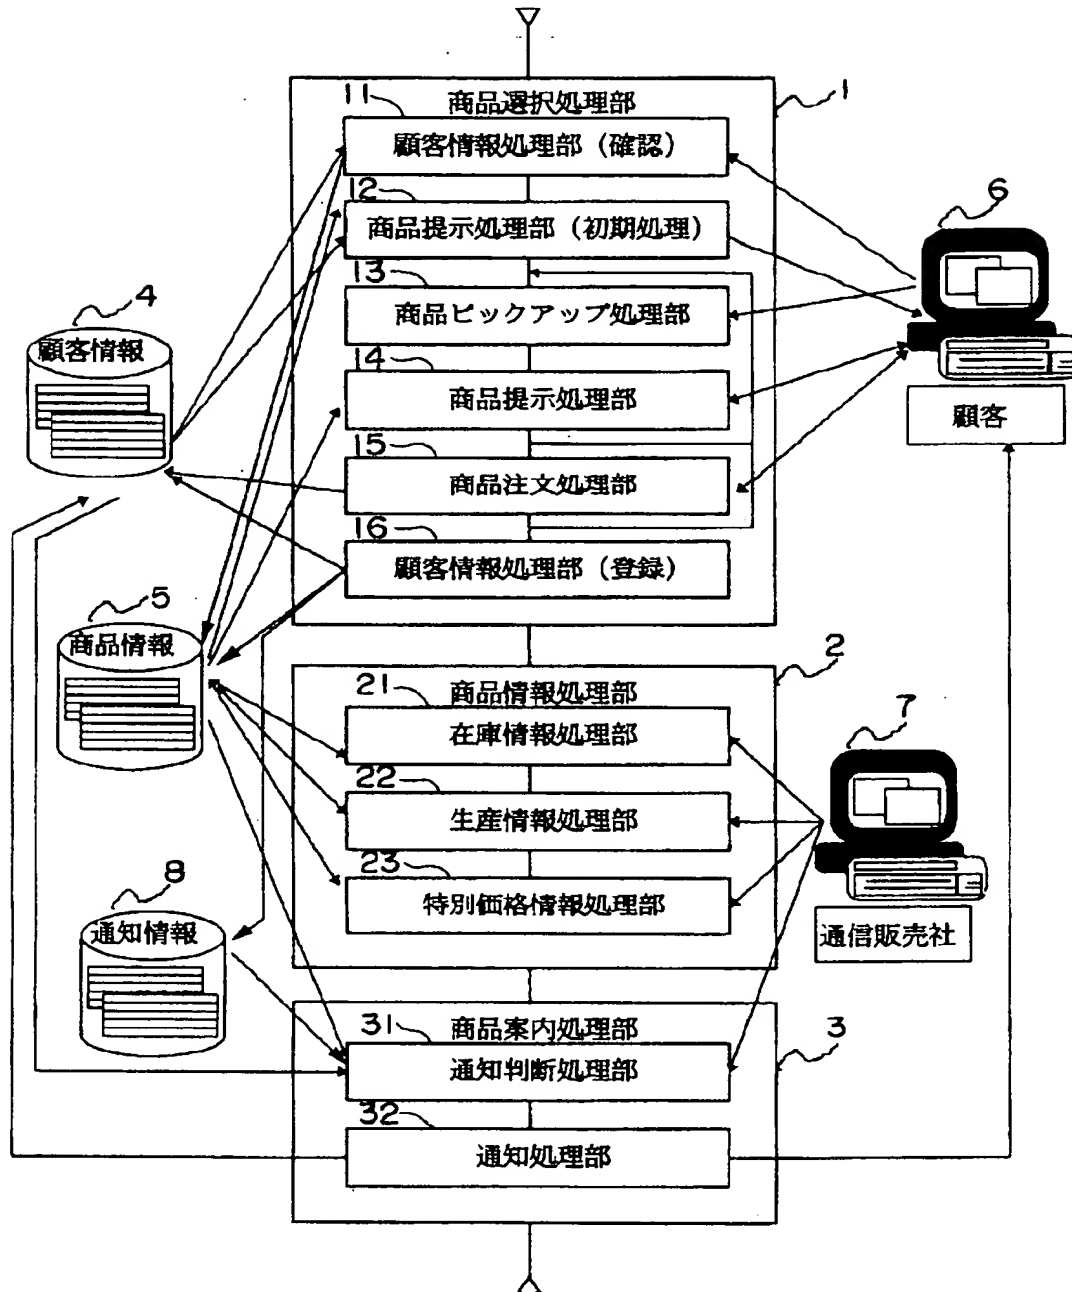 商品選択処理部
1
11
顧客情報処理部（確認）
12
商品提示処理部（初期処理）
13
商品ピックアップ処理部
14
商品提示処理部
15
商品注文処理部
16
顧客情報処理部（登録）
6
顧客
4
顧客情報
5
商品情報
2
商品情報処理部
21
在庫情報処理部
22
生産情報処理部
23
特別価格情報処理部
7
通信販売社
8
通知情報
3
商品案内処理部
31
通知判断処理部
32
通知処理部